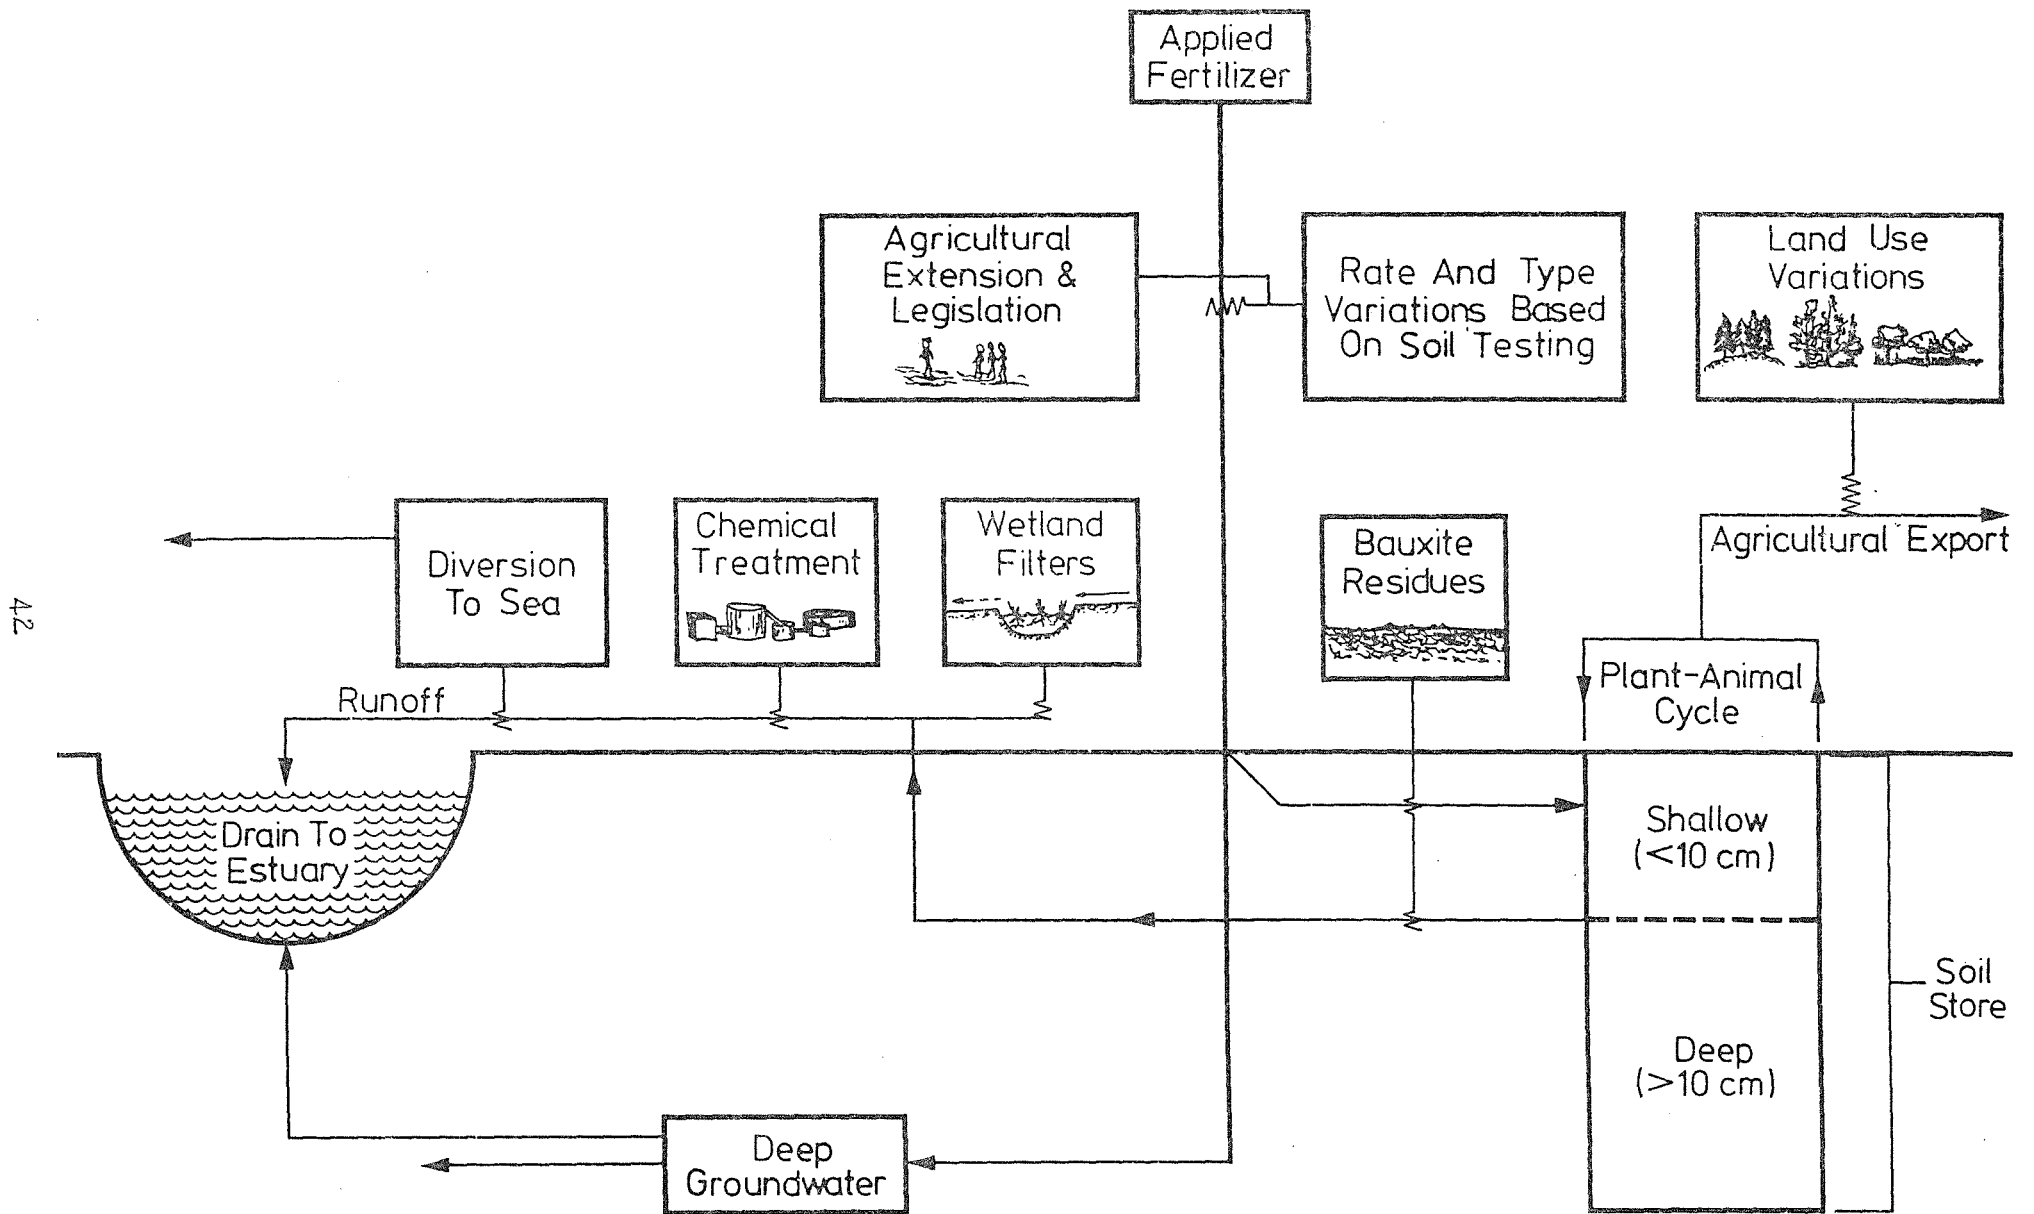 Applied
Fertilizer
Agricultural
Extension &
Legislation
Rate And Type
Variations Based
On Soil Testing
Land Use
Variations
Diversion
To Sea
Chemical
Treatment
Wetland
Filters
Bauxite
Residues
Agricultural Export
Plant-Animal
Cycle
Runoff
Drain To
Estuary
Shallow
(<10 cm)
Soil
Store
Deep
(>10 cm)
Deep
Groundwater
42